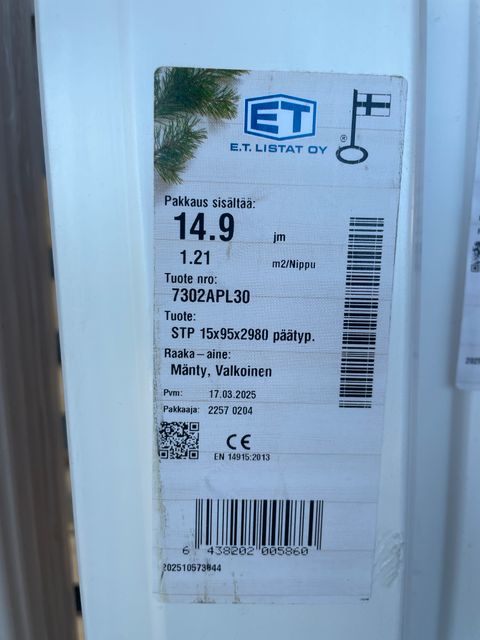 ET
E.T. LISTAT OY
®
Pakkaus sisältää:
14.9 jm
1.21 m2/Nippu
Tuote nro:
7302APL30
Tuote:
STP 15x95x2980 päätyp.
Raaka-aine:
Mänty, Valkoinen
Pvm: 17.03.2025
Pakkaaja: 2257 0204
CE
EN 14915:2013
6 438202 005860